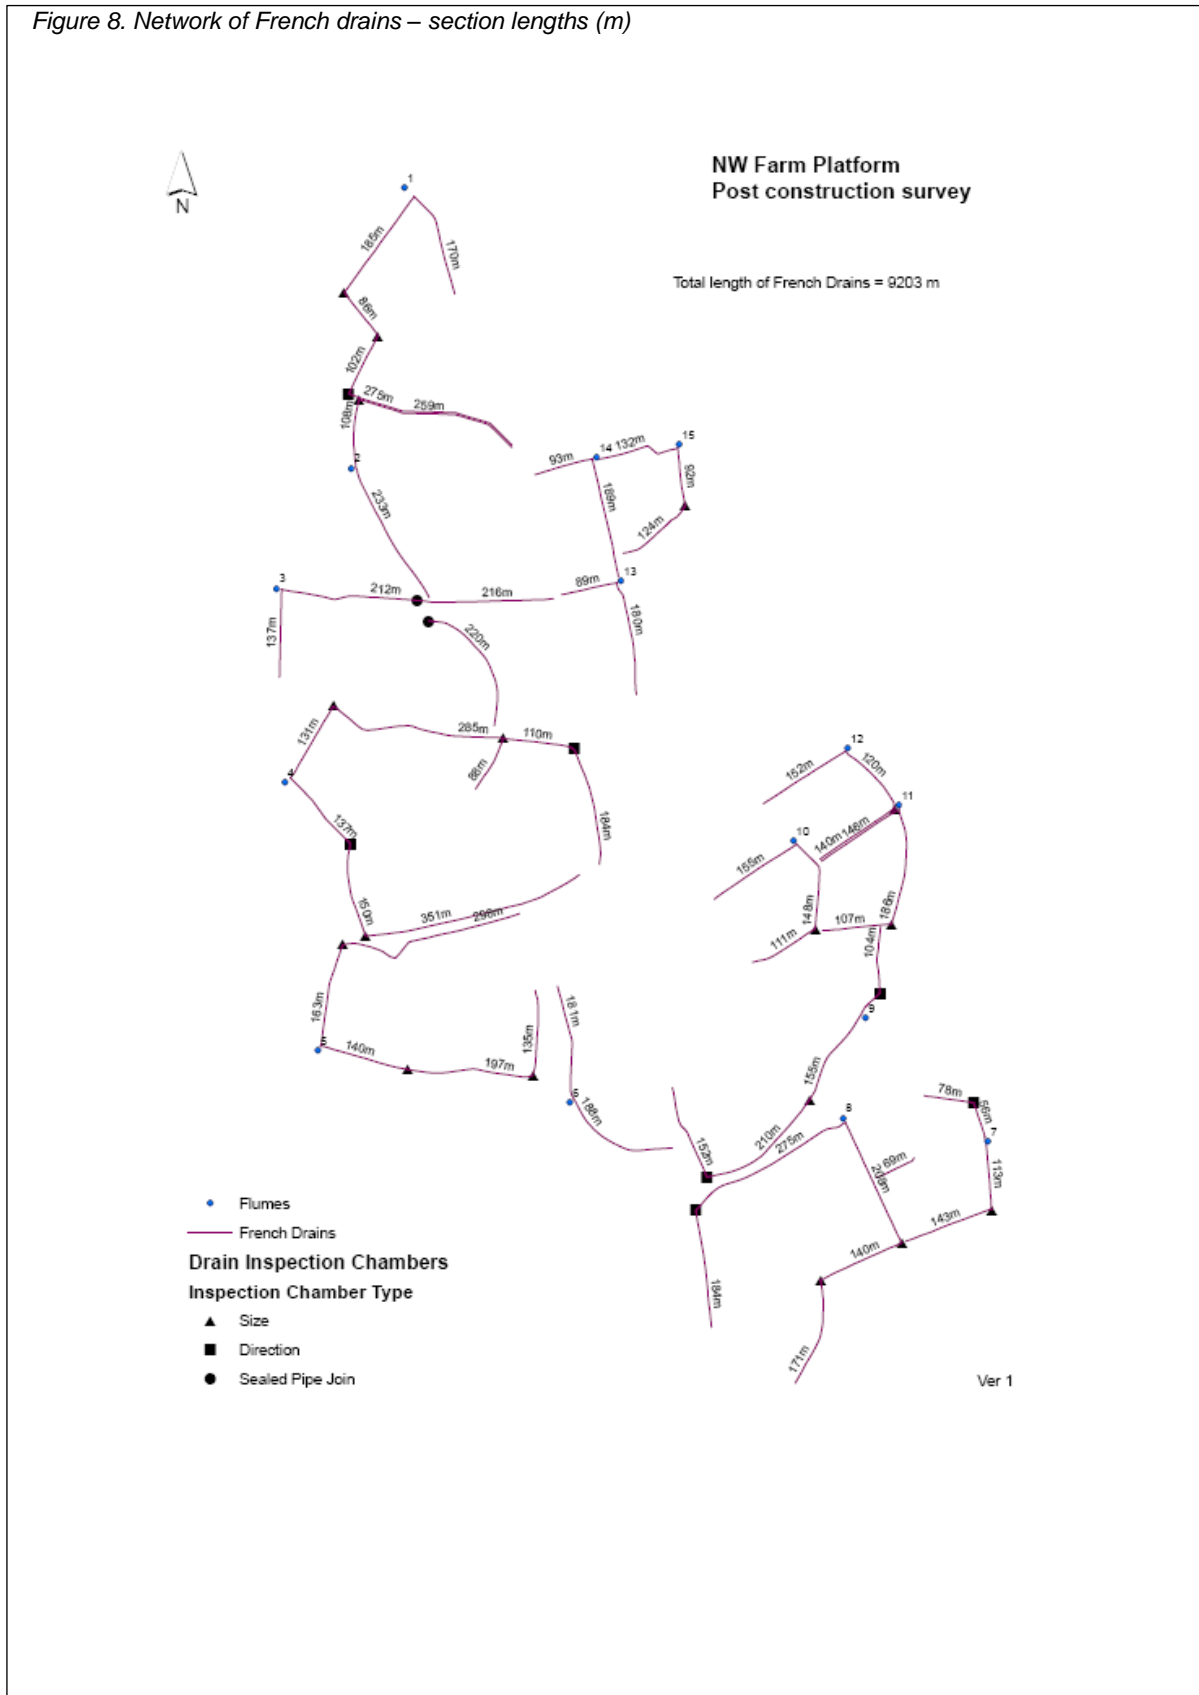 Figure 8. Network of French drains – section lengths (m)
NW Farm Platform
Post construction survey
N
Total length of French Drains = 9203 m
1
185m
170m
86m
102m
275m
259m
108m
2
233m
14
132m
15
93m
189m
92m
124m
3
212m
216m
89m
13
137m
180m
220m
131m
285m
110m
88m
4
184m
137m
150m
351m
298m
163m
5
140m
197m
135m
181m
6
188m
12
152m
120m
11
10
140m
146m
155m
148m
107m
186m
111m
104m
9
155m
78m
56m
8
7
152m
210m
275m
69m
208m
113m
143m
140m
184m
171m
Flumes
French Drains
Drain Inspection Chambers
Inspection Chamber Type
Size
Direction
Sealed Pipe Join
Ver 1